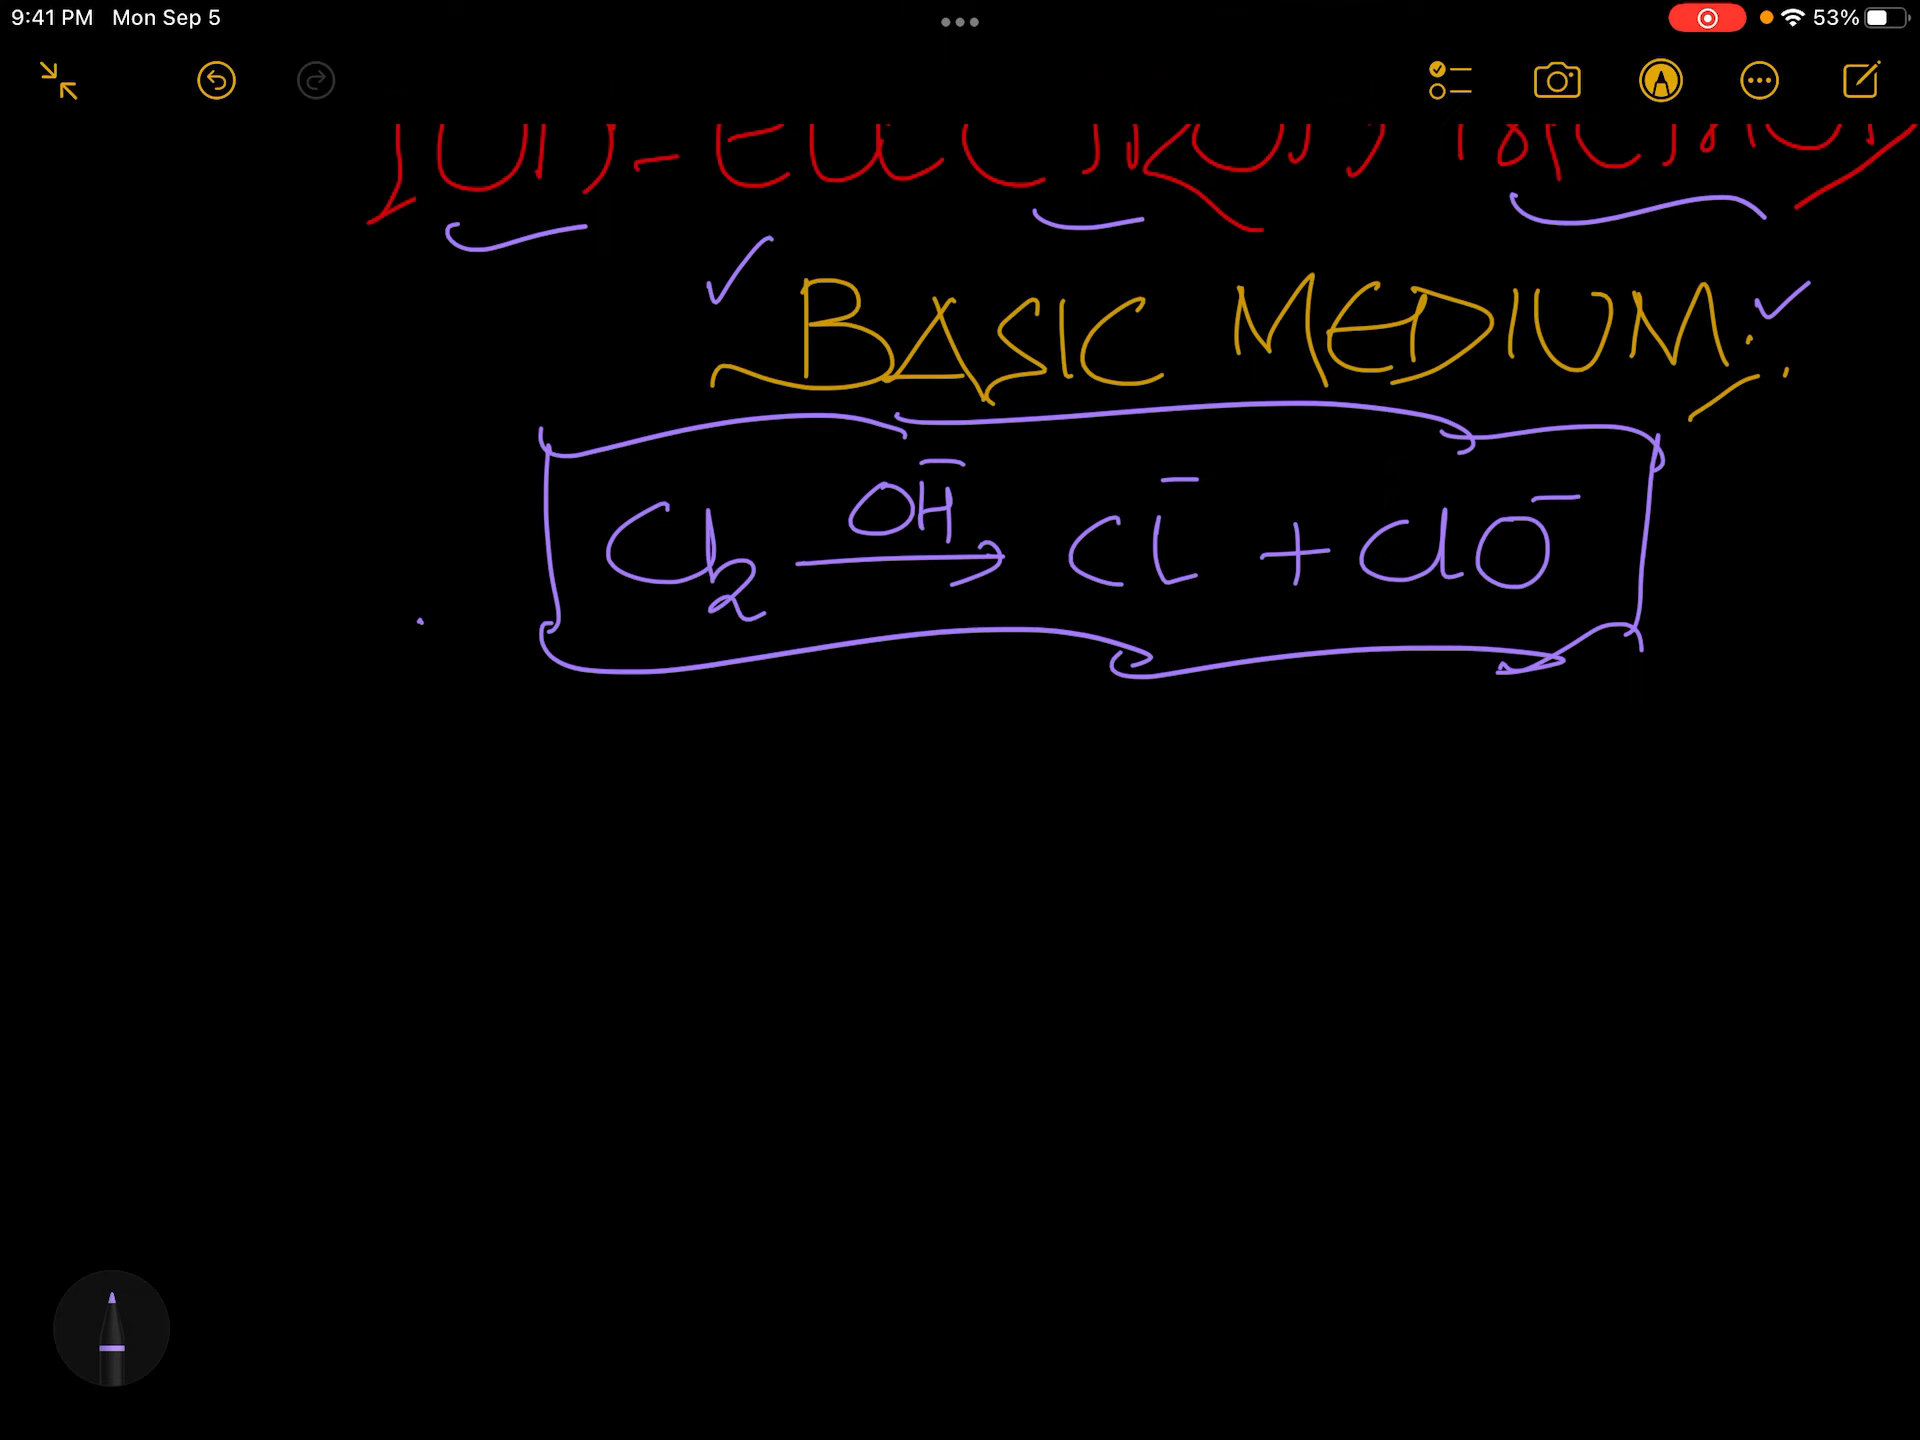 9:41 PM Mon Sep 5
53%
BASIC MEDIUM:
Cl₂ —OH⁻→ Cl⁻ + ClO⁻